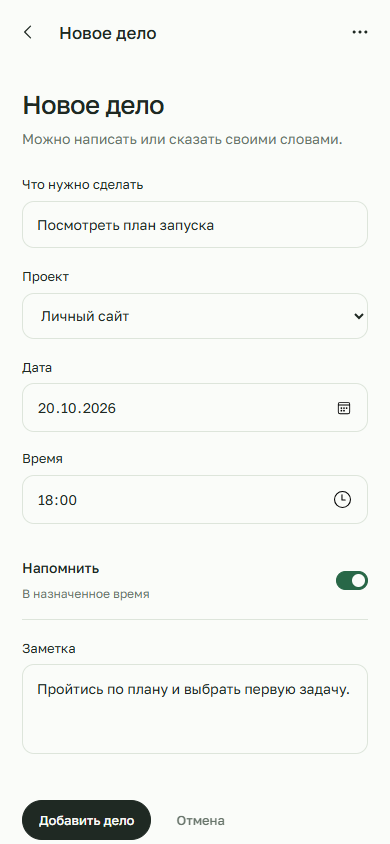 Новое дело
Новое дело
Можно написать или сказать своими словами.
Что нужно сделать
Посмотреть план запуска
Проект
Личный сайт
Дата
20.10.2026
Время
18:00
Напомнить
В назначенное время
Заметка
Пройтись по плану и выбрать первую задачу.
Добавить дело Отмена